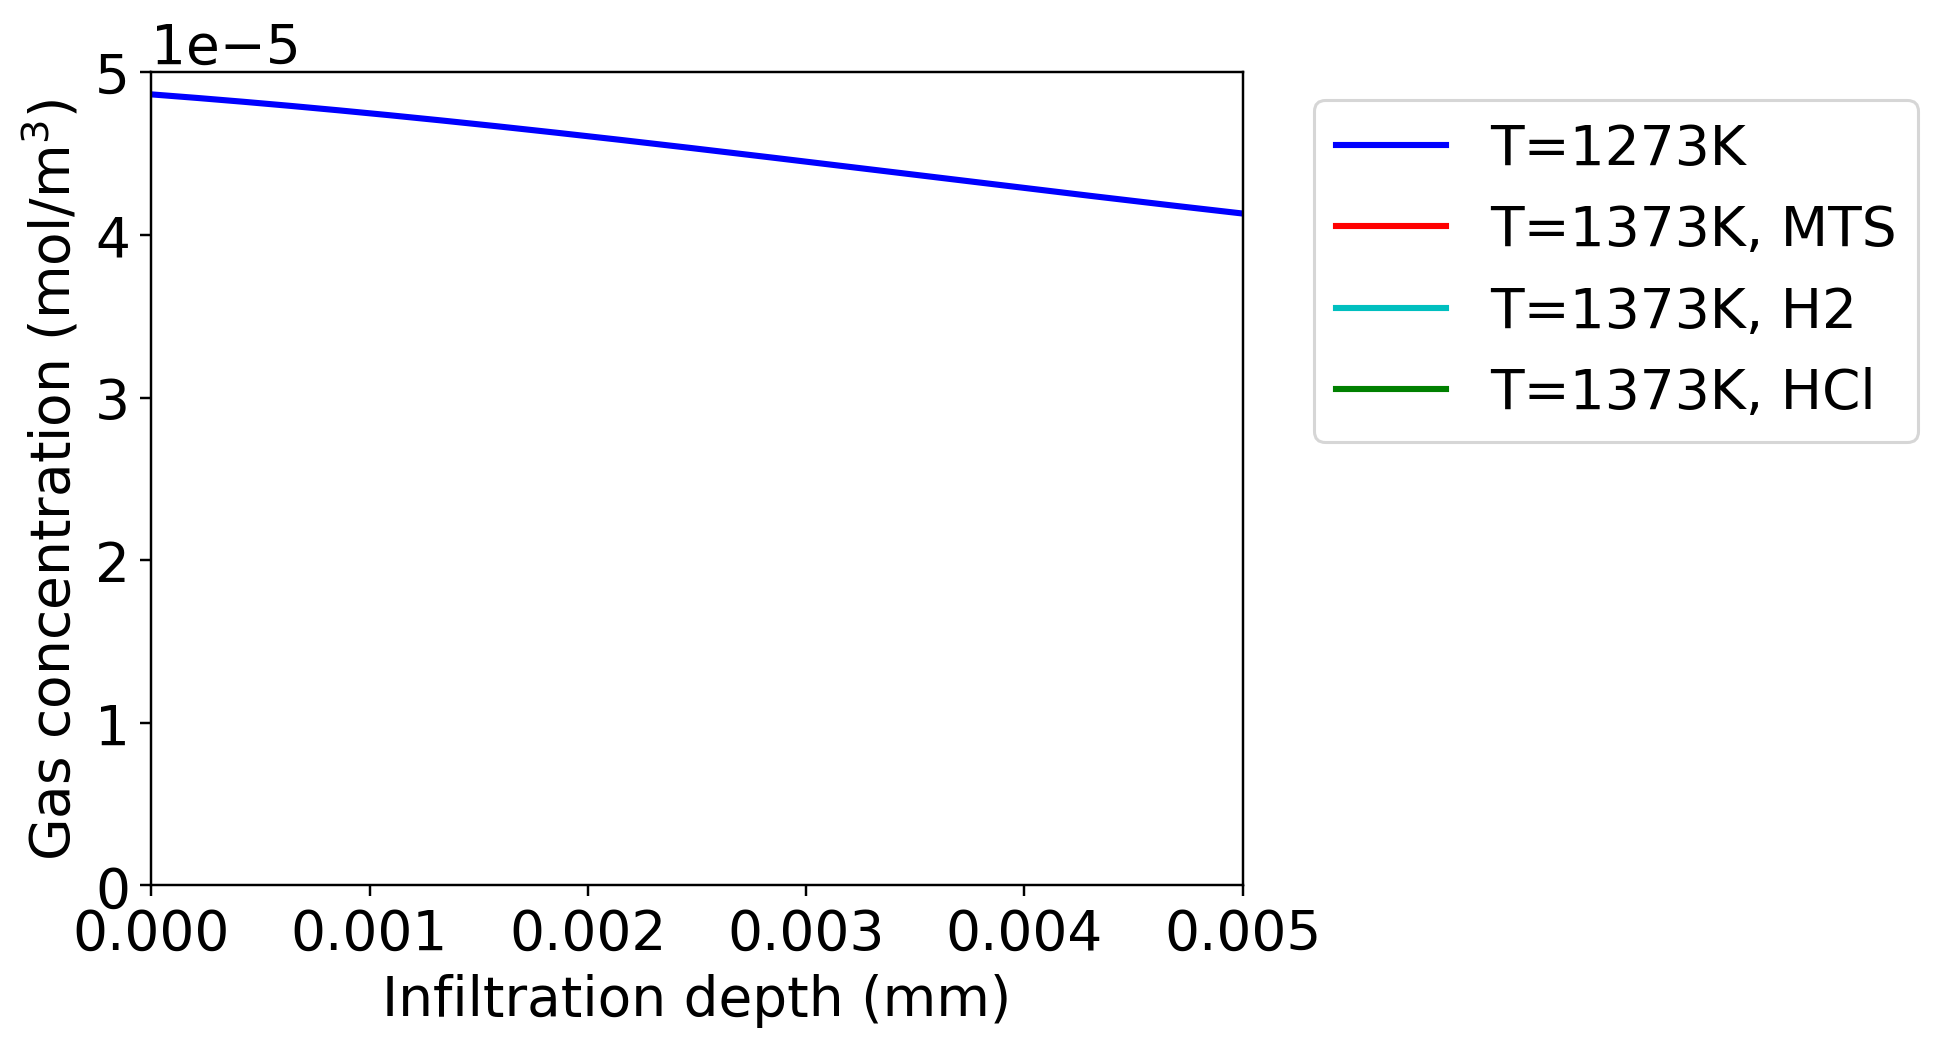 1e−5
5
4
3
2
1
0
Gas concentration (mol/m³)
0.000 0.001 0.002 0.003 0.004 0.005
Infiltration depth (mm)
T=1273K
T=1373K, MTS
T=1373K, H2
T=1373K, HCl